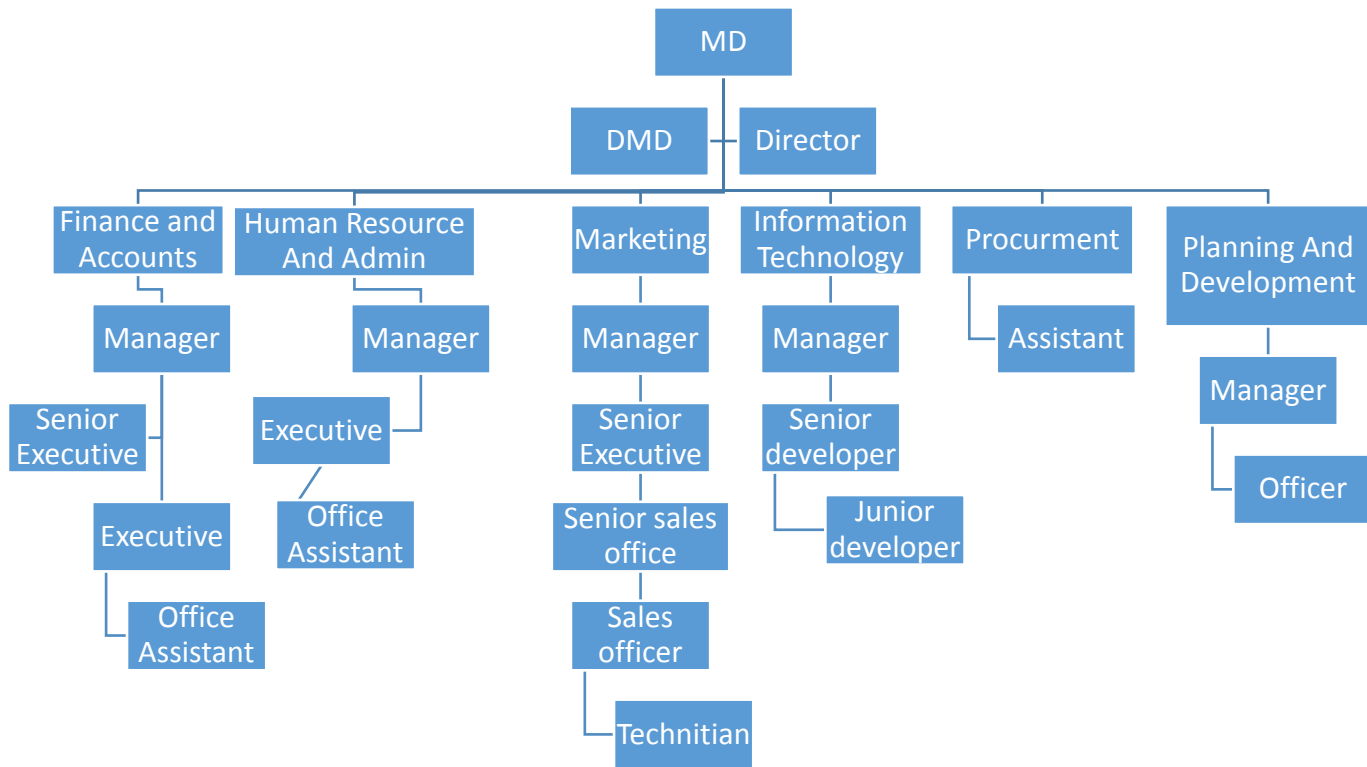 MD
DMD
Director
Finance and
Accounts
Human Resource
And Admin
Marketing
Information
Technology
Procurment
Planning And
Development
Manager
Manager
Manager
Manager
Assistant
Manager
Senior
Executive
Executive
Senior
Executive
Senior
developer
Officer
Executive
Office
Assistant
Senior sales
office
Junior
developer
Office
Assistant
Sales
officer
Technitian